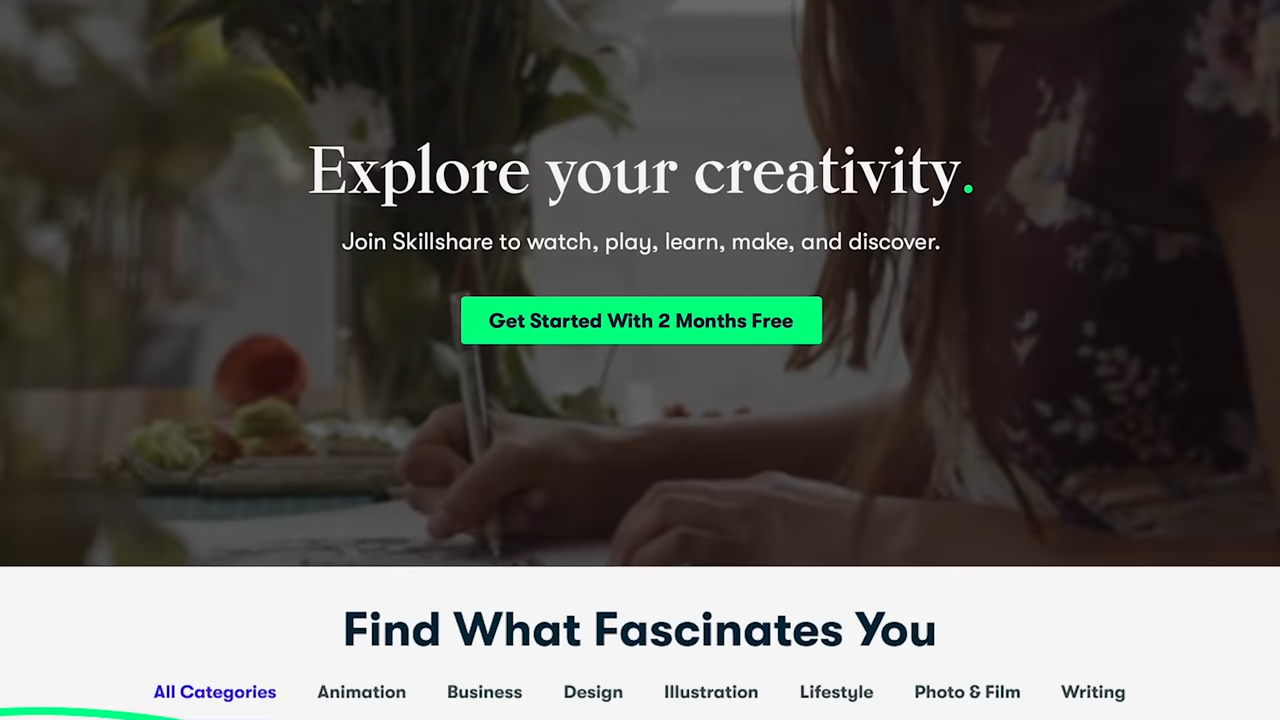 Explore your creativity.
Join Skillshare to watch, play, learn, make, and discover.
Get Started With 2 Months Free
Find What Fascinates You
All Categories Animation Business Design Illustration Lifestyle Photo & Film Writing